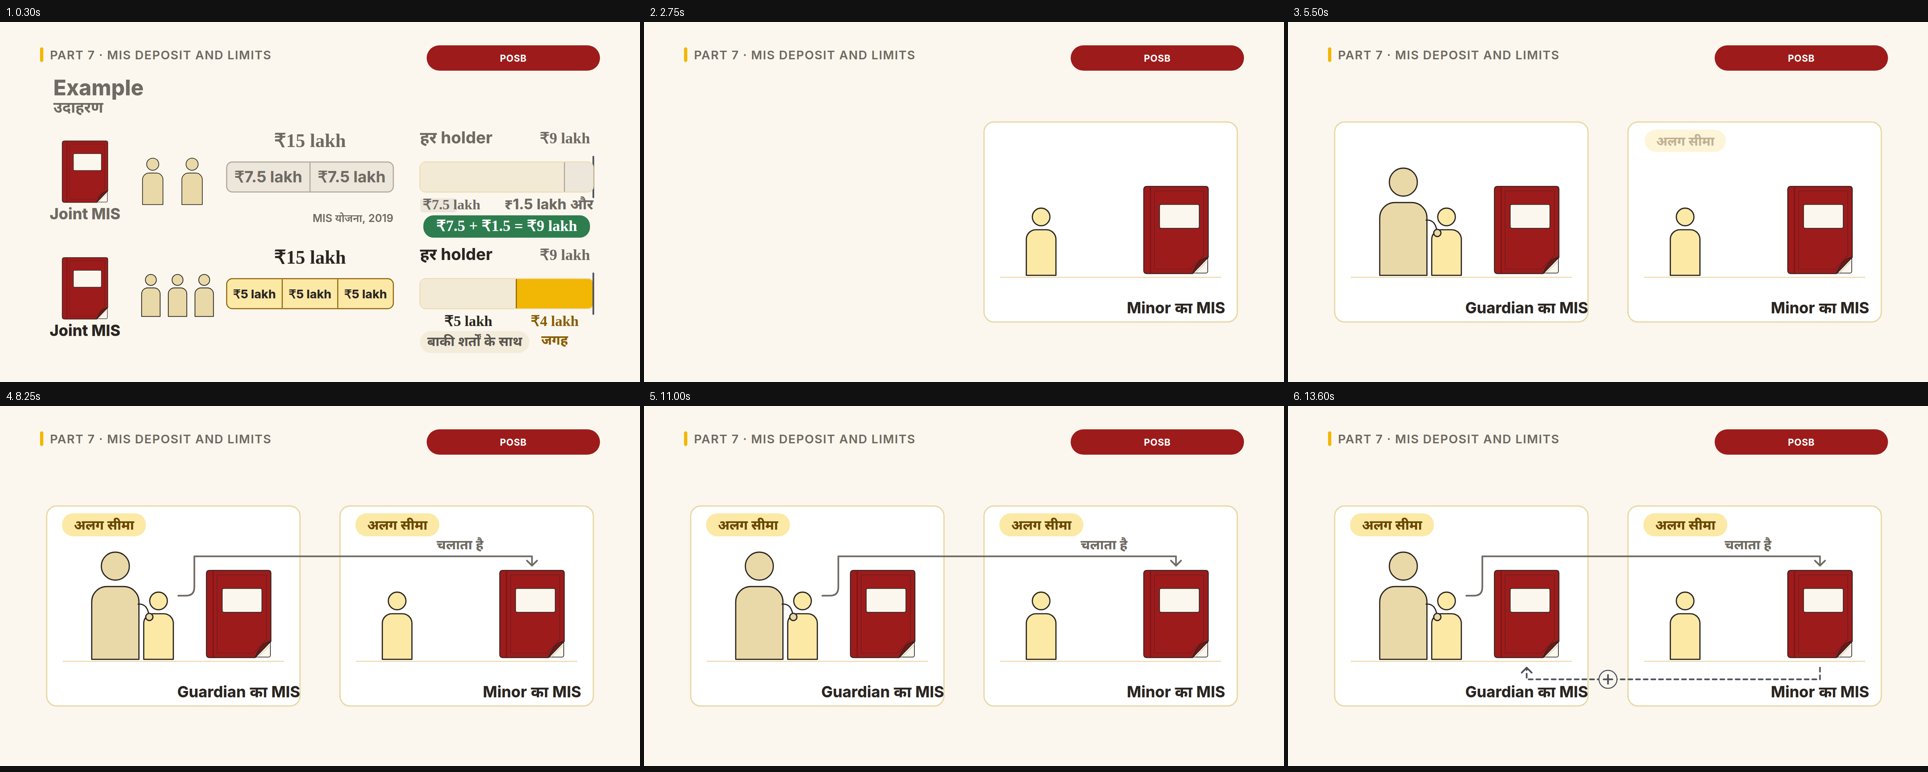 1. 0.30s
PART 7 · MIS DEPOSIT AND LIMITS
POSB
Example
उदाहरण
₹15 lakh
हर holder
₹9 lakh
₹7.5 lakh
₹7.5 lakh
₹7.5 lakh
₹1.5 lakh और
Joint MIS
MIS योजना, 2019
₹7.5 + ₹1.5 = ₹9 lakh
₹15 lakh
हर holder
₹9 lakh
₹5 lakh
₹5 lakh
₹5 lakh
Joint MIS
₹5 lakh
₹4 lakh
बाकी शर्तों के साथ
जगह
2. 2.75s
PART 7 · MIS DEPOSIT AND LIMITS
POSB
Minor का MIS
3. 5.50s
PART 7 · MIS DEPOSIT AND LIMITS
POSB
अलग सीमा
Guardian का MIS
Minor का MIS
4. 8.25s
PART 7 · MIS DEPOSIT AND LIMITS
POSB
अलग सीमा
अलग सीमा
चलाता है
Guardian का MIS
Minor का MIS
5. 11.00s
PART 7 · MIS DEPOSIT AND LIMITS
POSB
अलग सीमा
अलग सीमा
चलाता है
Guardian का MIS
Minor का MIS
6. 13.60s
PART 7 · MIS DEPOSIT AND LIMITS
POSB
अलग सीमा
अलग सीमा
चलाता है
Guardian का MIS
Minor का MIS